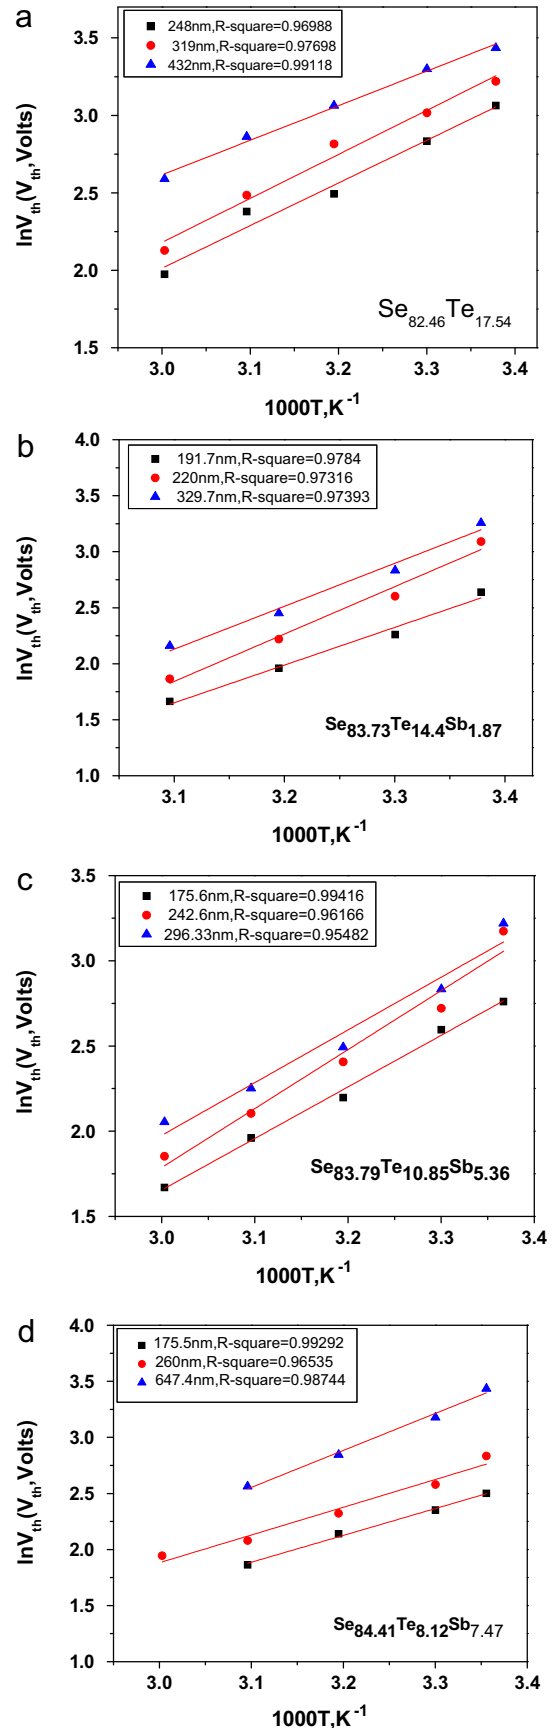 a
248nm,R-square=0.96988
319nm,R-square=0.97698
432nm,R-square=0.99118
3.5
3.0
2.5
2.0
1.5
lnVth(Vth,Volts)
Se82.46Te17.54
3.0 3.1 3.2 3.3 3.4
1000T,K-1
b
191.7nm,R-square=0.9784
220nm,R-square=0.97316
329.7nm,R-square=0.97393
4.0
3.5
3.0
2.5
2.0
1.5
1.0
lnVth(Vth,Volts)
Se83.73Te14.4Sb1.87
3.1 3.2 3.3 3.4
1000T,K-1
c
175.6nm,R-square=0.99416
242.6nm,R-square=0.96166
296.33nm,R-square=0.95482
3.5
3.0
2.5
2.0
1.5
lnVth(Vth,Volts)
Se83.79Te10.85Sb5.36
3.0 3.1 3.2 3.3 3.4
1000T,K-1
d
175.5nm,R-square=0.99292
260nm,R-square=0.96535
647.4nm,R-square=0.98744
4.0
3.5
3.0
2.5
2.0
1.5
1.0
lnVth(Vth,Volts)
Se84.41Te8.12Sb7.47
3.0 3.1 3.2 3.3 3.4
1000T,K-1